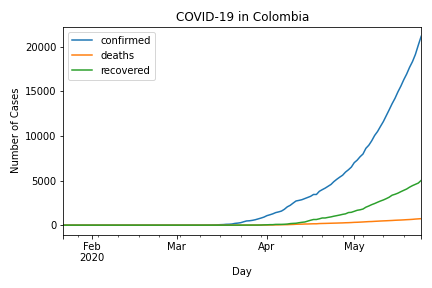 COVID-19 in Colombia
confirmed
deaths
recovered
Number of Cases
20000
15000
10000
5000
0
Feb
2020
Mar
Apr
May
Day